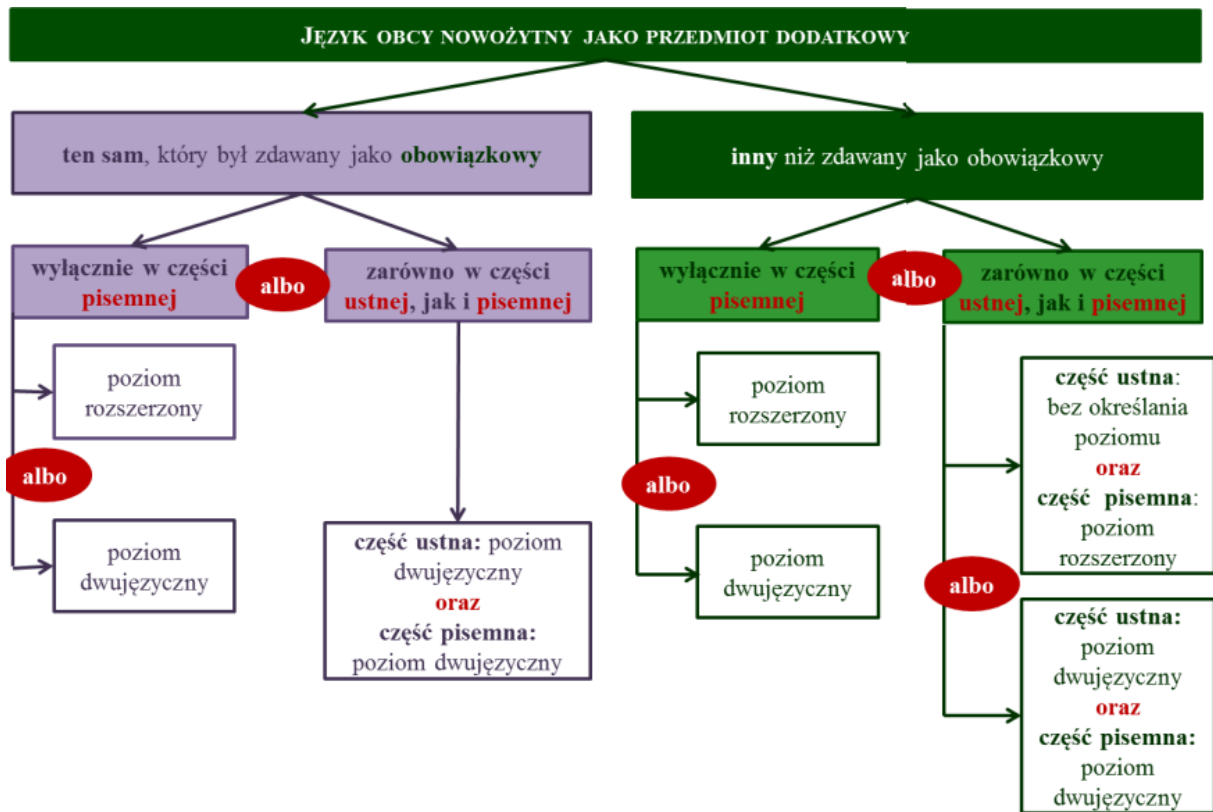 JĘZYK OBCY NOWOŻYTNY JAKO PRZEDMIOT DODATKOWY
ten sam, który był zdawany jako obowiązkowy
wyłącznie w części
pisemnej
albo
zarówno w części
ustnej, jak i pisemnej
poziom
rozszerzony
albo
poziom
dwujęzyczny
część ustna: poziom
dwujęzyczny
oraz
część pisemna:
poziom dwujęzyczny
inny niż zdawany jako obowiązkowy
wyłącznie w części
pisemnej
albo
zarówno w części
ustnej, jak i pisemnej
poziom
rozszerzony
albo
poziom
dwujęzyczny
część ustna:
bez określania
poziomu
oraz
część pisemna:
poziom
rozszerzony
albo
część ustna:
poziom
dwujęzyczny
oraz
część pisemna:
poziom
dwujęzyczny